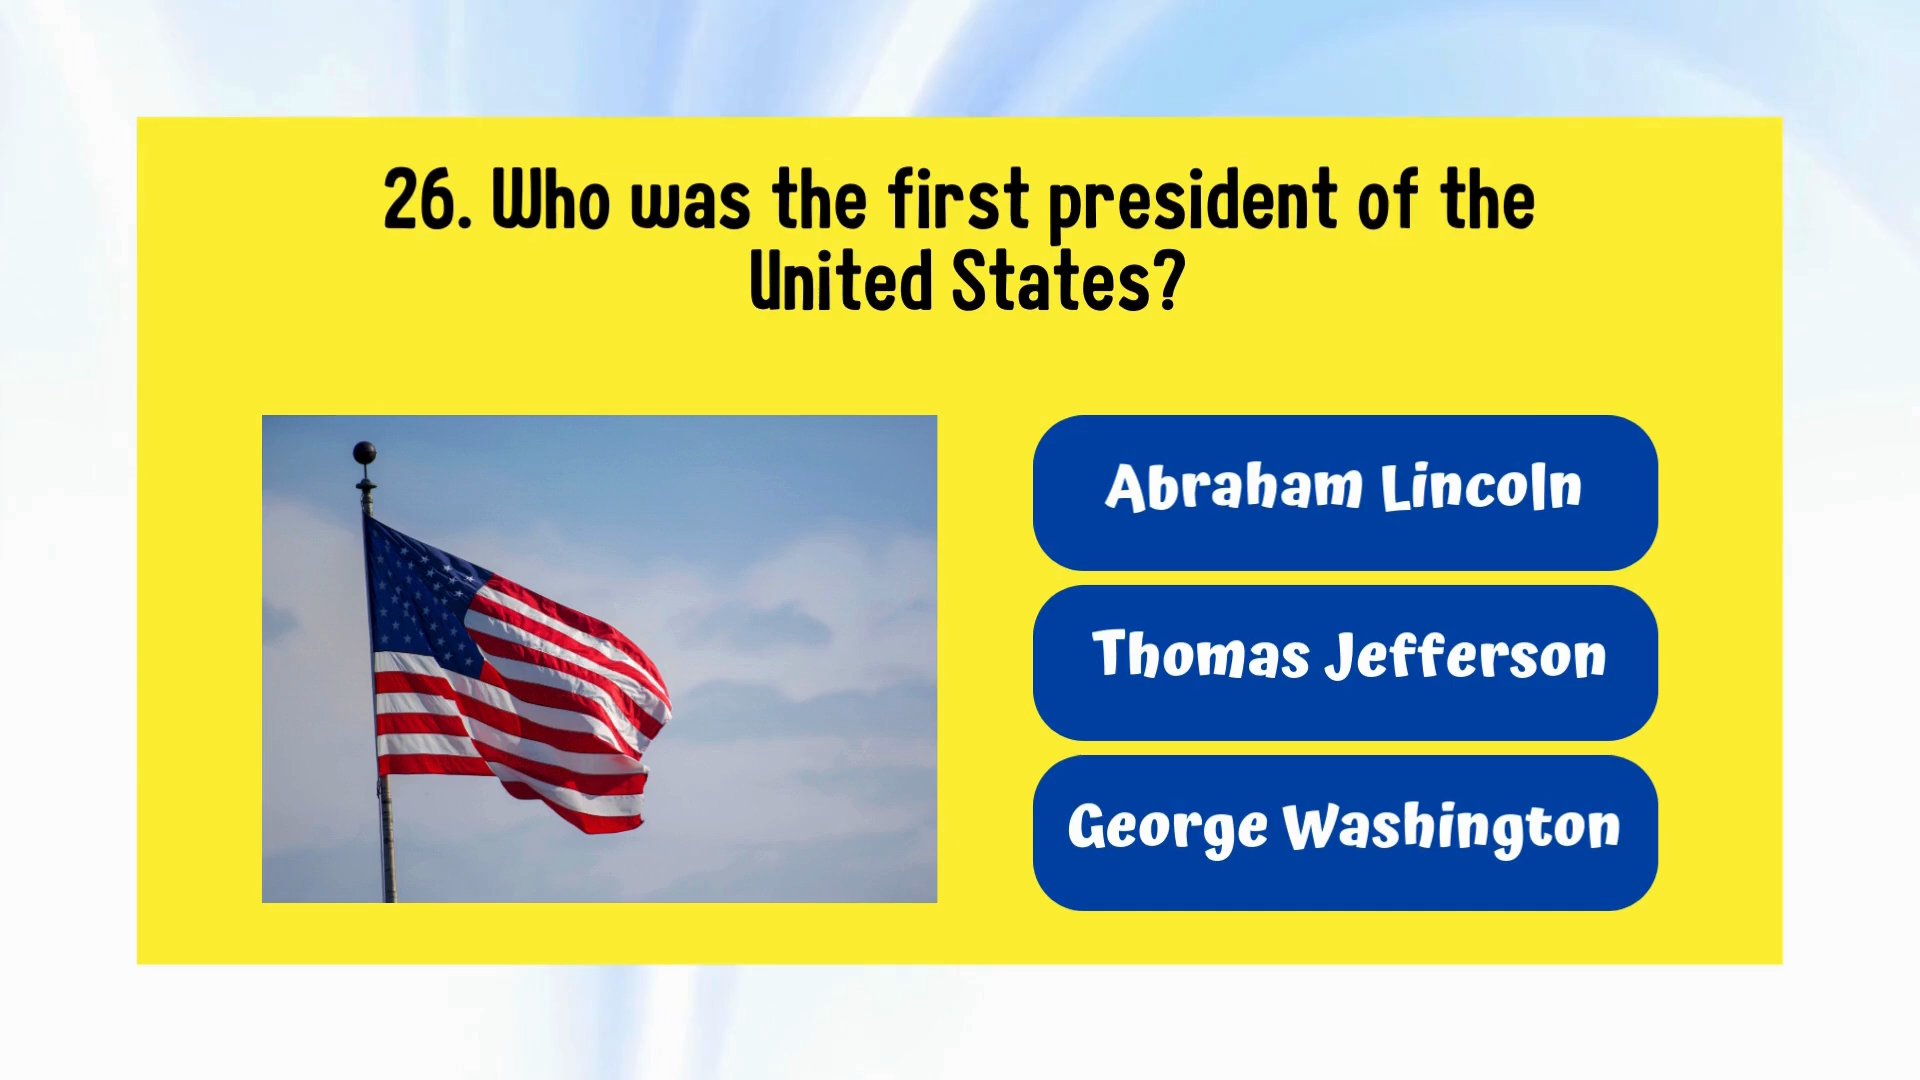 26. Who was the first president of the
United States?
Abraham Lincoln
Thomas Jefferson
George Washington